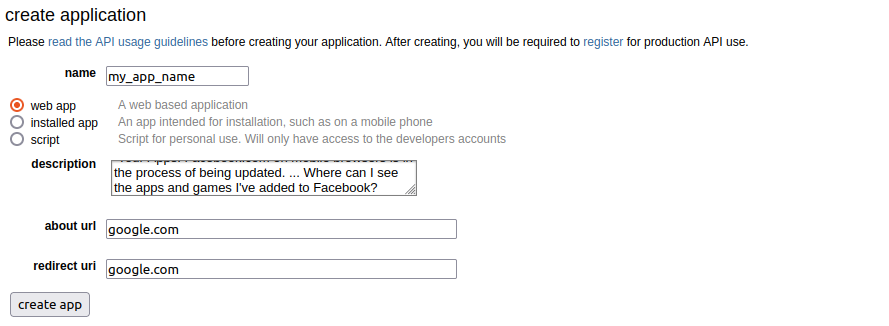 create application
Please read the API usage guidelines before creating your application. After creating, you will be required to register for production API use.
name
my_app_name
web app A web based application
installed app An app intended for installation, such as on a mobile phone
script Script for personal use. Will only have access to the developers accounts
description
the process of being updated. ... Where can I see
the apps and games I've added to Facebook?
about url
google.com
redirect uri
google.com
create app